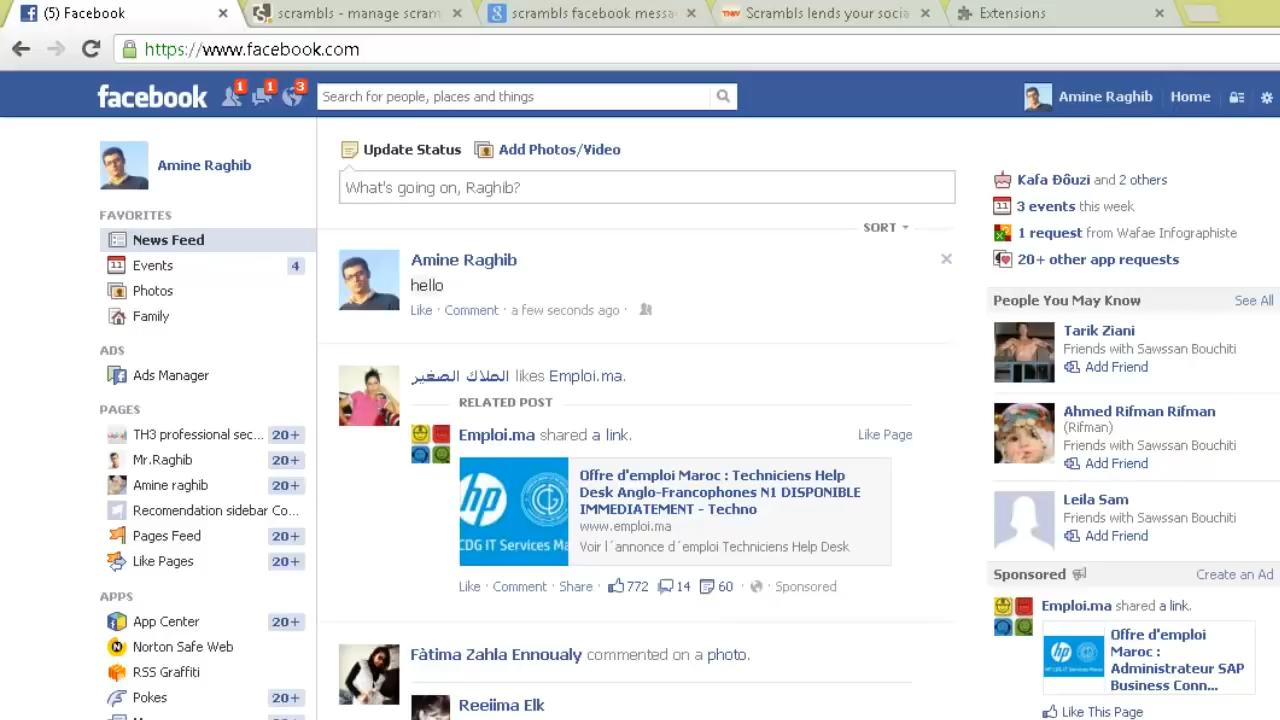 (5) Facebook
scrambls - manage scram
scrambls facebook messa
Scrambls lends your socia
Extensions
https://www.facebook.com
facebook
1
1
3
Search for people, places and things
Amine Raghib
Home
Amine Raghib
FAVORITES
News Feed
Events
4
Photos
Family
ADS
Ads Manager
PAGES
TH3 professional sec...
20+
Mr.Raghib
20+
Amine raghib
20+
Recomendation sidebar Co...
Pages Feed
20+
Like Pages
20+
APPS
App Center
20+
Norton Safe Web
RSS Graffiti
Pokes
20+
Update Status
Add Photos/Video
What's going on, Raghib?
SORT
Amine Raghib
hello
Like · Comment · a few seconds ago ·
الملاك الصغير likes Emploi.ma.
RELATED POST
Emploi.ma shared a link.
Like Page
hp
CDG IT Services Ma
Offre d'emploi Maroc : Techniciens Help
Desk Anglo-Francophones N1 DISPONIBLE
IMMEDIATEMENT - Techno
www.emploi.ma
Voir l´annonce d´emploi Techniciens Help Desk
Like · Comment · Share · 772 14 60 · Sponsored
Fàtima Zahla Ennoualy commented on a photo.
Reeiima Elk
Kafa Đôuzi and 2 others
11
3 events this week
1 request from Wafae Infographiste
20+ other app requests
People You May Know
See All
Tarik Ziani
Friends with Sawssan Bouchiti
Add Friend
Ahmed Rifman Rifman
(Rifman)
Friends with Sawssan Bouchiti
Add Friend
Leila Sam
Friends with Sawssan Bouchiti
Add Friend
Sponsored
Create an Ad
Emploi.ma shared a link.
hp
Offre d'emploi
Maroc :
Administrateur SAP
Business Conn...
Like This Page